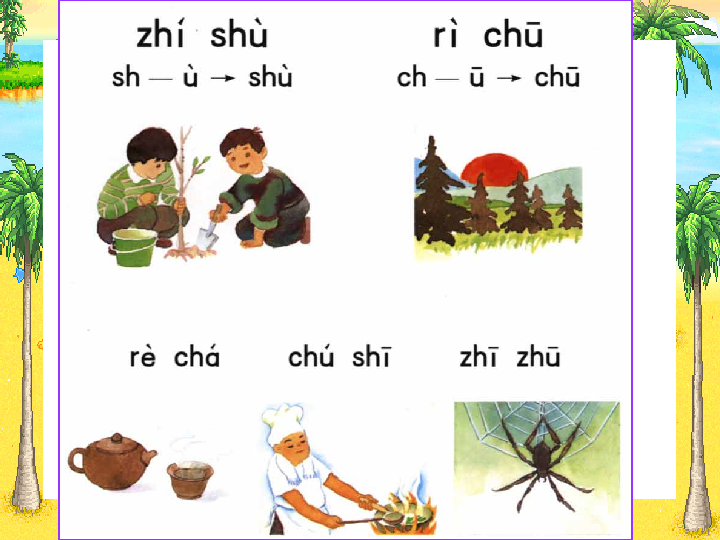 zhí shù
rì chū
sh — ù → shù
ch — ū → chū
rè chá
chú shī
zhī zhū